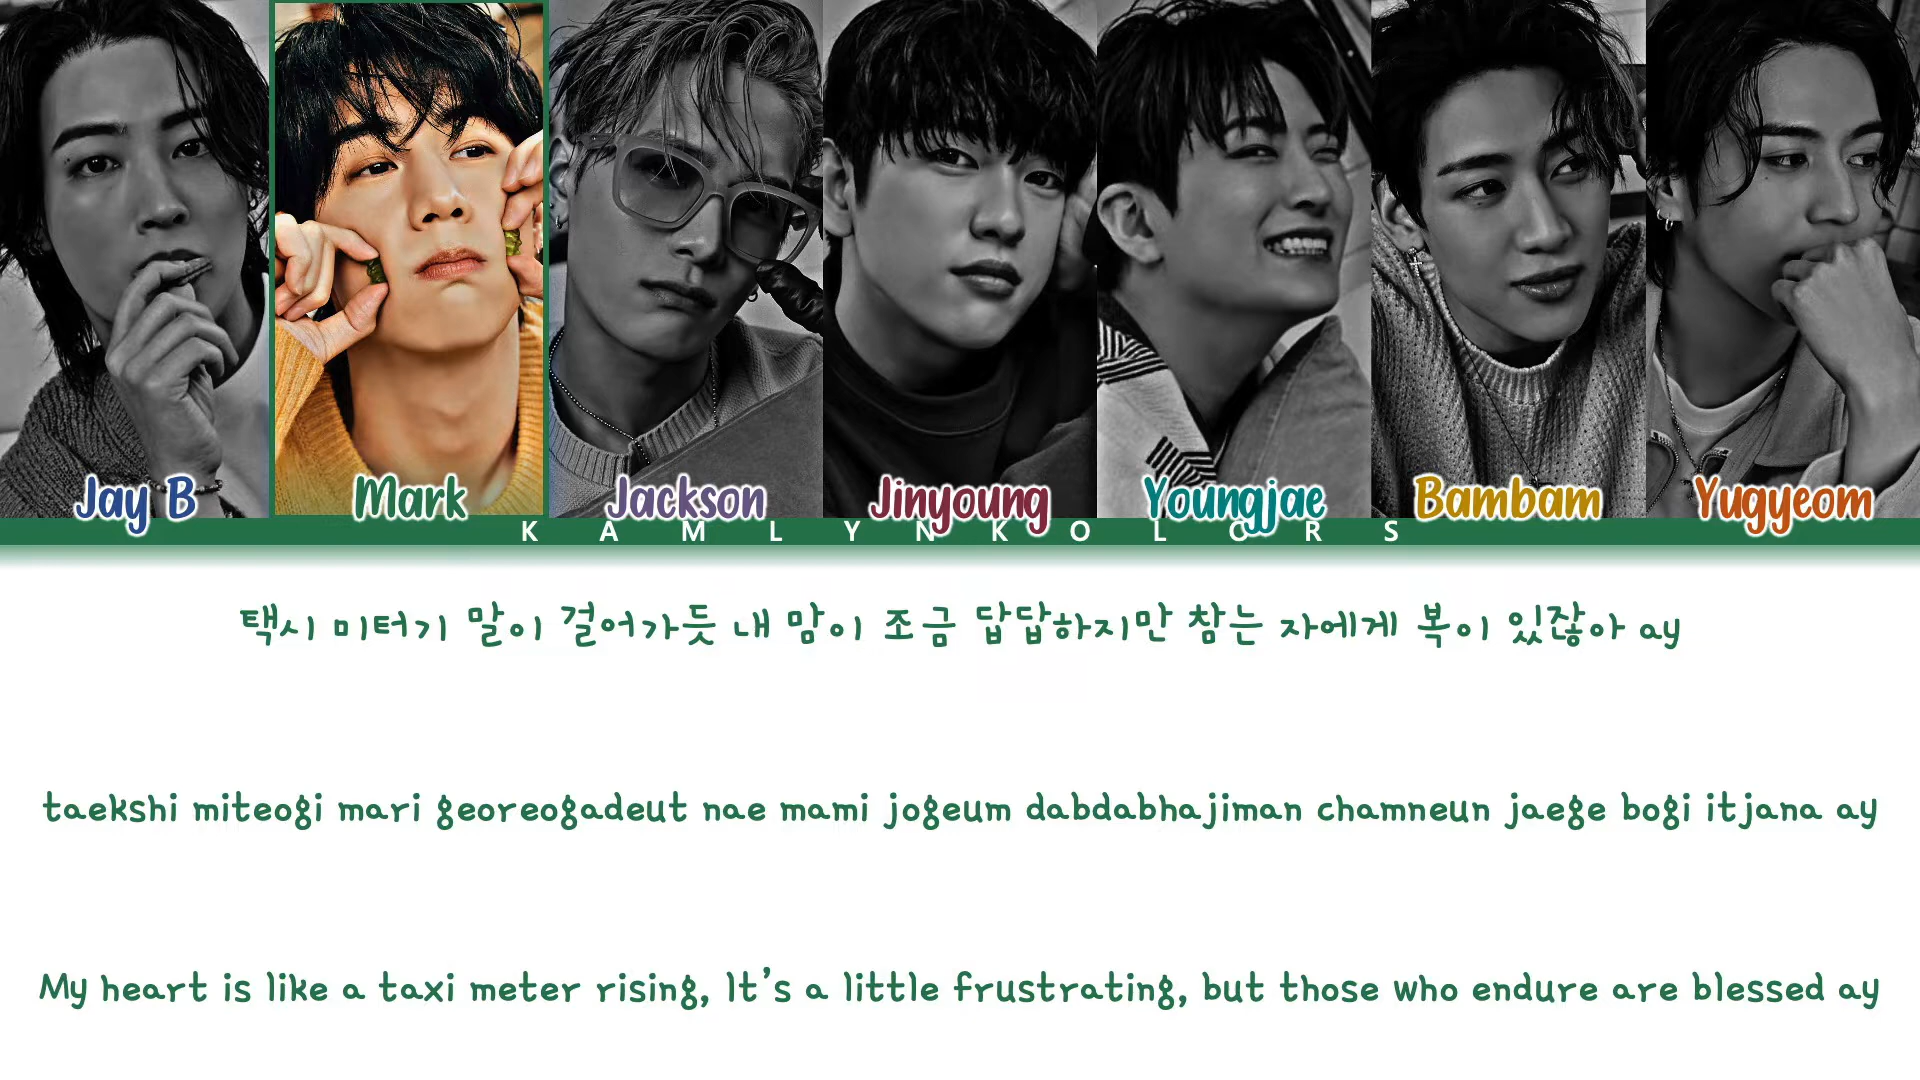 Jay B
Mark
Jackson
Jinyoung
Youngjae
Bambam
Yugyeom
KAMLYNKOLORS
택시 미터기 말이 걸어가듯 내 맘이 조금 답답하지만 참는 자에게 복이 있잖아 ay
taekshi miteogi mari georeogadeut nae mami jogeum dabdabhajiman chamneun jaege bogi itjana ay
My heart is like a taxi meter rising, It's a little frustrating, but those who endure are blessed ay